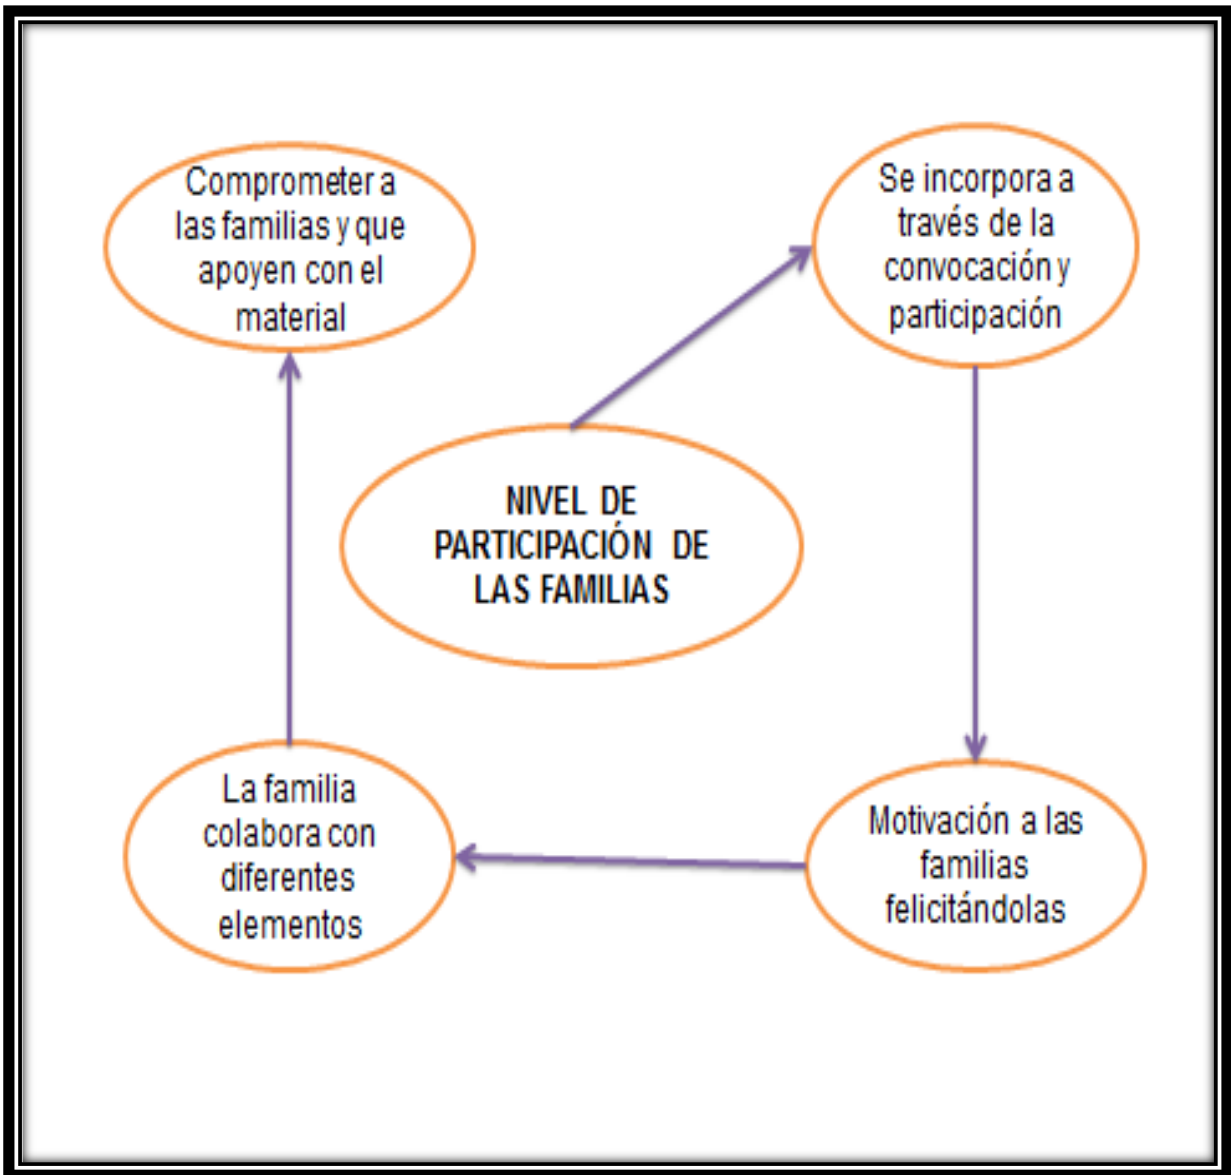 Comprometer a
las familias y que
apoyen con el
material
Se incorpora a
través de la
convocación y
participación
NIVEL DE
PARTICIPACIÓN DE
LAS FAMILIAS
La familia
colabora con
diferentes
elementos
Motivación a las
familias
felicitándolas